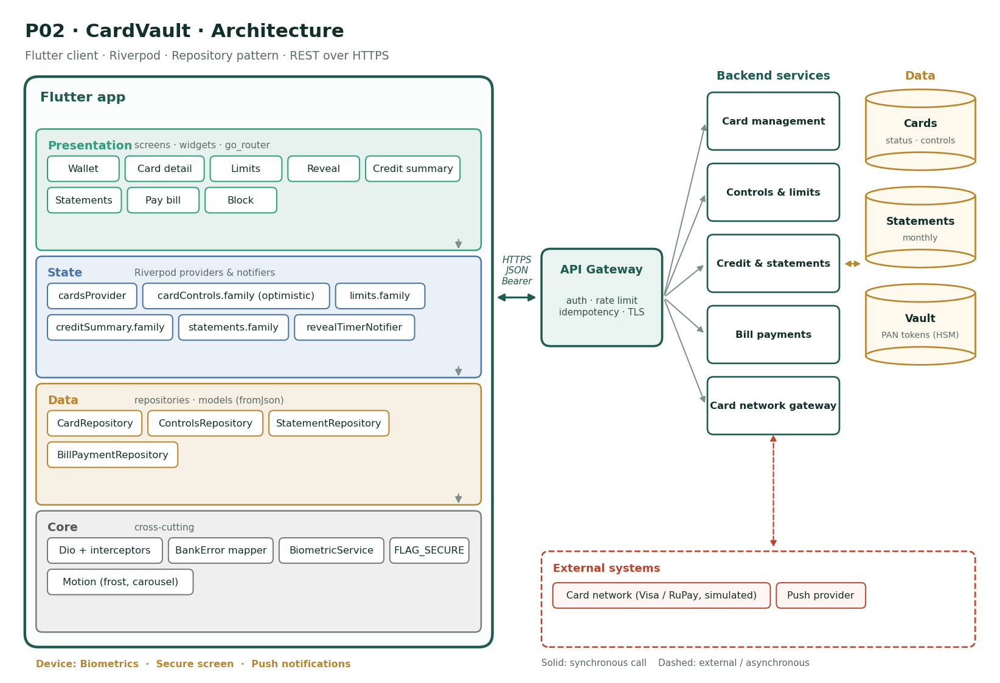 P02 · CardVault · Architecture
Flutter client · Riverpod · Repository pattern · REST over HTTPS
Flutter app
Presentation screens · widgets · go_router
Wallet
Card detail
Limits
Reveal
Credit summary
Statements
Pay bill
Block
State Riverpod providers & notifiers
cardsProvider
cardControls.family (optimistic)
limits.family
creditSummary.family
statements.family
revealTimerNotifier
Data repositories · models (fromJson)
CardRepository
ControlsRepository
StatementRepository
BillPaymentRepository
Core cross-cutting
Dio + interceptors
BankError mapper
BiometricService
FLAG_SECURE
Motion (frost, carousel)
Device: Biometrics · Secure screen · Push notifications
HTTPS
JSON
Bearer
API Gateway
auth · rate limit
idempotency · TLS
Backend services
Card management
Controls & limits
Credit & statements
Bill payments
Card network gateway
Data
Cards
status · controls
Statements
monthly
Vault
PAN tokens (HSM)
External systems
Card network (Visa / RuPay, simulated)
Push provider
Solid: synchronous call Dashed: external / asynchronous